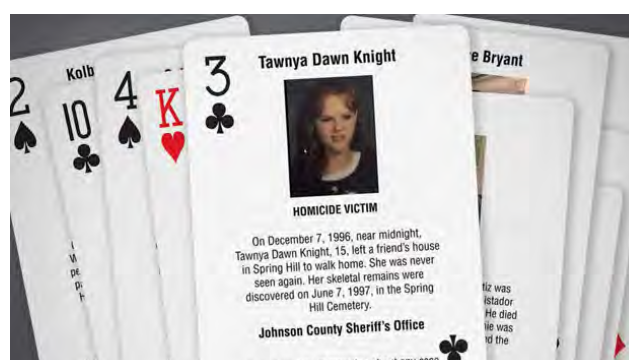 2
Kolb
10
4
K
3
Tawnya Dawn Knight
HOMICIDE VICTIM
On December 7, 1996, near midnight,
Tawnya Dawn Knight, 15, left a friend's house
in Spring Hill to walk home. She was never
seen again. Her skeletal remains were
discovered on June 7, 1997, in the Spring
Hill Cemetery.
Johnson County Sheriff's Office
e Bryant
tiz was
istador
He died
ie was
d the